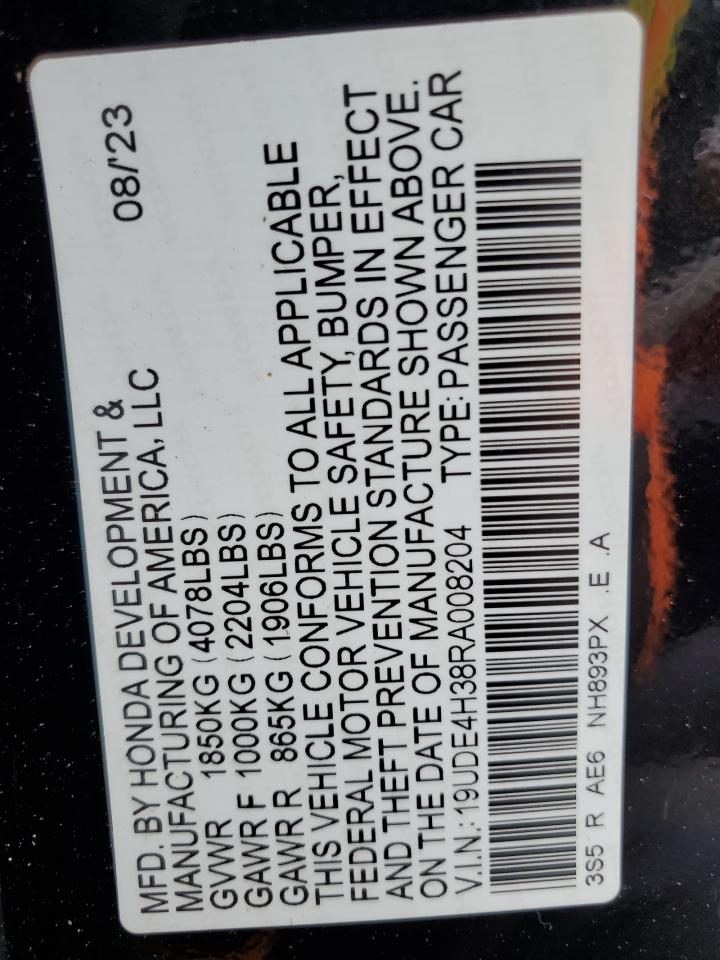 MFD. BY HONDA DEVELOPMENT & 08/'23
MANUFACTURING OF AMERICA, LLC
GVWR 1850KG (4078LBS)
GAWR F 1000KG (2204LBS)
GAWR R 865KG (1906LBS)
THIS VEHICLE CONFORMS TO ALL APPLICABLE
FEDERAL MOTOR VEHICLE SAFETY, BUMPER,
AND THEFT PREVENTION STANDARDS IN EFFECT
ON THE DATE OF MANUFACTURE SHOWN ABOVE.
V.I.N.:19UDE4H38RA008204 TYPE:PASSENGER CAR
3S5 R AE6 NH893PX .E .A